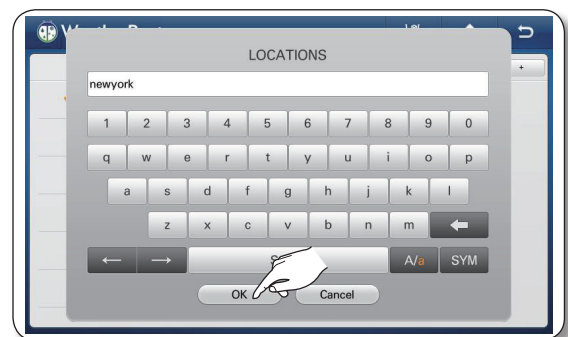 LOCATIONS
+
newyork
1 2 3 4 5 6 7 8 9 0
q w e r t y u i o p
a s d f g h j k l
z x c v b n m ←
← → A/a SYM
OK Cancel